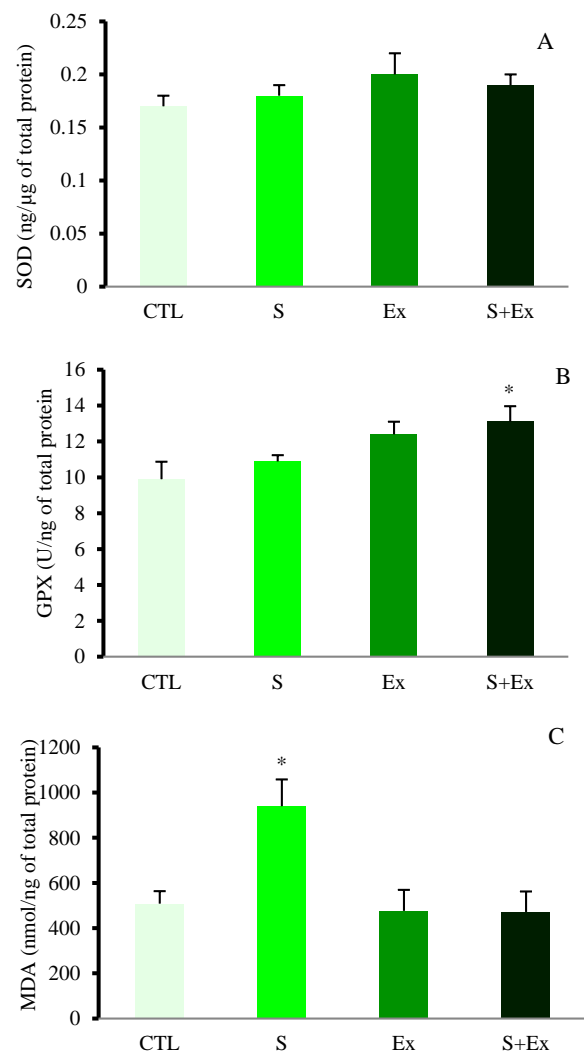 A
SOD (ng/µg of total protein)
0.25
0.2
0.15
0.1
0.05
0
CTL S Ex S+Ex
B
GPX (U/ng of total protein
16
14
12
10
8
6
4
2
0
*
CTL S Ex S+Ex
C
MDA (nmol/ng of total protein)
1200
1000
800
600
400
200
0
*
CTL S Ex S+Ex